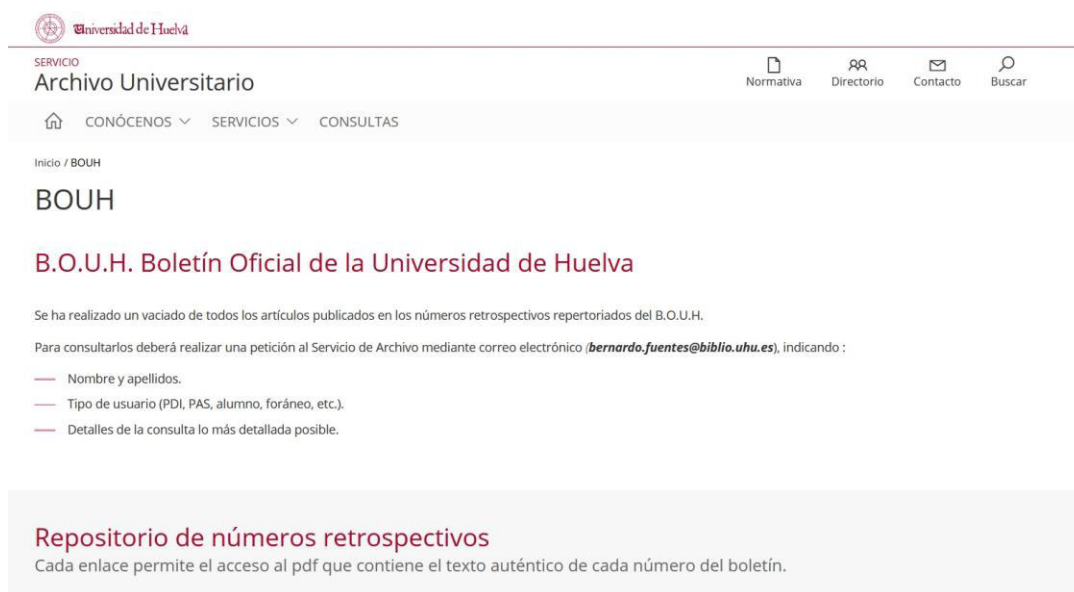 Universidad de Huelva
SERVICIO
Archivo Universitario
Normativa
Directorio
Contacto
Buscar
CONÓCENOS
SERVICIOS
CONSULTAS
Inicio / BOUH
BOUH
B.O.U.H. Boletín Oficial de la Universidad de Huelva
Se ha realizado un vaciado de todos los artículos publicados en los números retrospectivos repertoriados del B.O.U.H.
Para consultarlos deberá realizar una petición al Servicio de Archivo mediante correo electrónico (bernardo.fuentes@biblio.uhu.es), indicando :
Nombre y apellidos.
Tipo de usuario (PDI, PAS, alumno, foráneo, etc.).
Detalles de la consulta lo más detallada posible.
Repositorio de números retrospectivos
Cada enlace permite el acceso al pdf que contiene el texto auténtico de cada número del boletín.